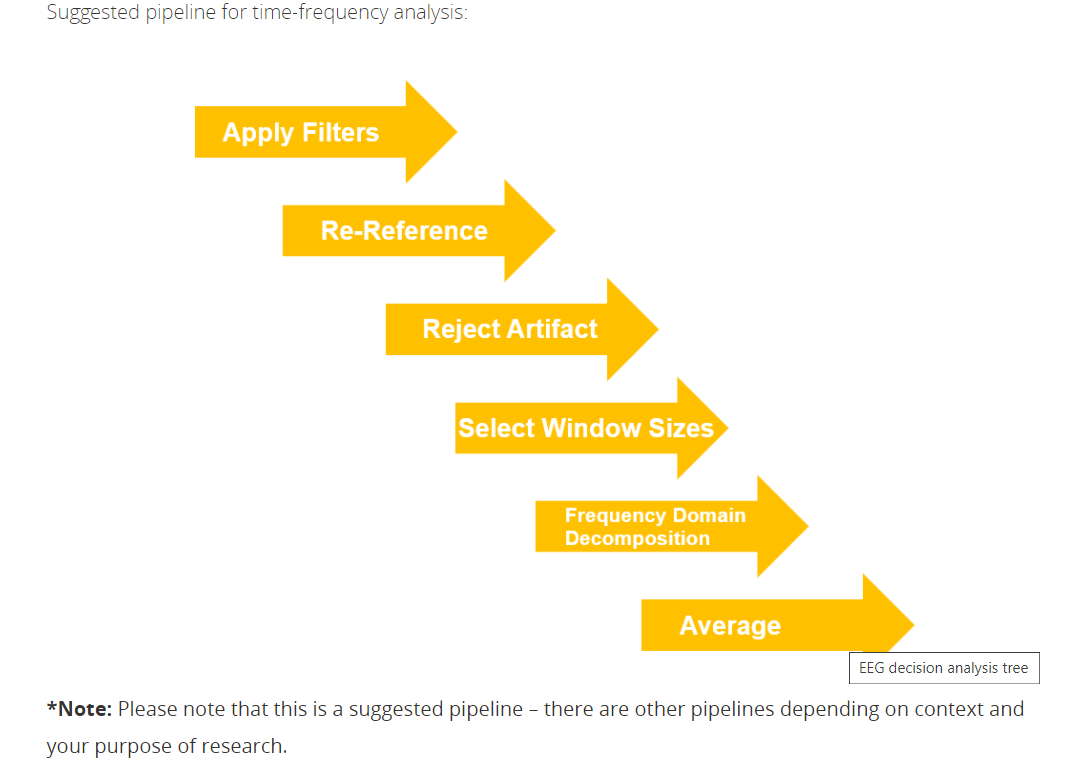 Suggested pipeline for time-frequency analysis:
Apply Filters
Re-Reference
Reject Artifact
Select Window Sizes
Frequency Domain
Decomposition
Average
EEG decision analysis tree
*Note: Please note that this is a suggested pipeline – there are other pipelines depending on context and
your purpose of research.